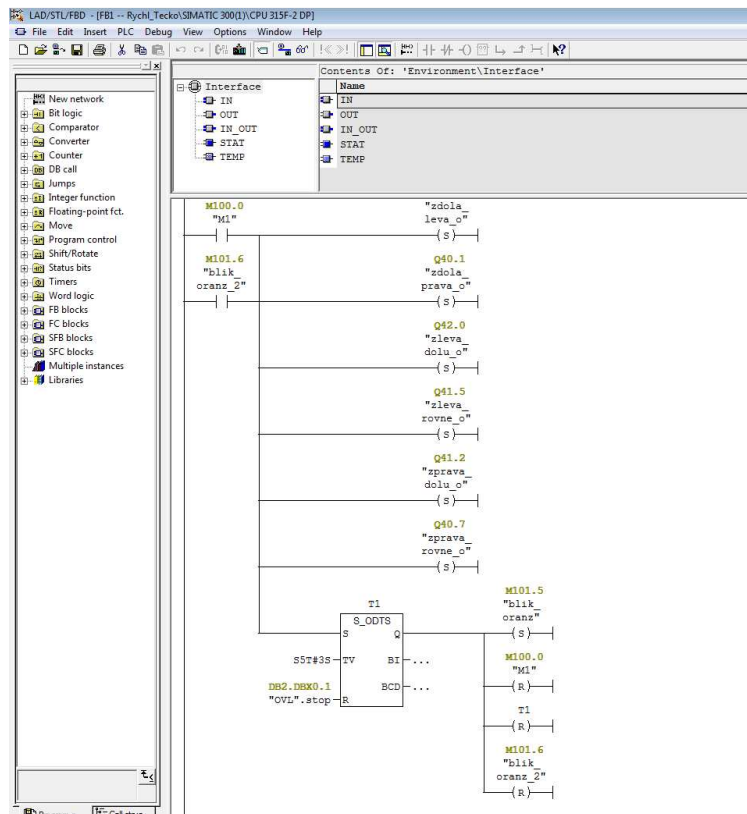 LAD/STL/FBD - [FB1 -- Rychl_Tecko\SIMATIC 300(1)\CPU 315F-2 DP]
File Edit Insert PLC Debug View Options Window Help
Contents Of: 'Environment\Interface'
Interface
IN
OUT
IN_OUT
STAT
TEMP
Name
IN
OUT
IN_OUT
STAT
TEMP
New network
Bit logic
Comparator
Converter
Counter
DB call
Jumps
Integer function
Floating-point fct.
Move
Program control
Shift/Rotate
Status bits
Timers
Word logic
FB blocks
FC blocks
SFB blocks
SFC blocks
Multiple instances
Libraries
M100.0
"M1"
"zdola_
leva_o"
S
M101.6
"blik_
oranz_2"
Q40.1
"zdola_
prava_o"
S
Q42.0
"zleva_
dolu_o"
S
Q41.5
"zleva_
rovne_o"
S
Q41.2
"zprava_
dolu_o"
S
Q40.7
"zprava_
rovne_o"
S
T1
S_ODTS
S Q
S5T#3S TV BI ...
DB2.DBX0.1
"OVL".stop R
BCD ...
M101.5
"blik_
oranz"
S
M100.0
"M1"
R
T1
R
M101.6
"blik_
oranz_2"
R